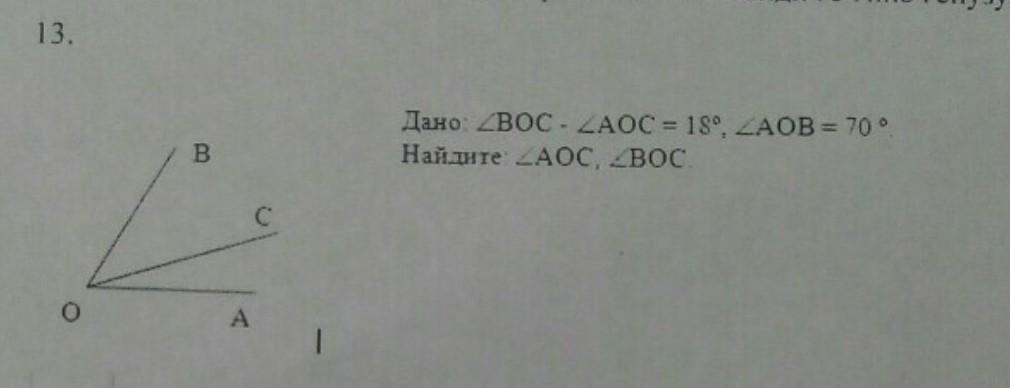 13.
Дано: ∠BOC - ∠AOC = 18°, ∠AOB = 70 °.
Найдите: ∠AOC, ∠BOC.
B
C
O
A